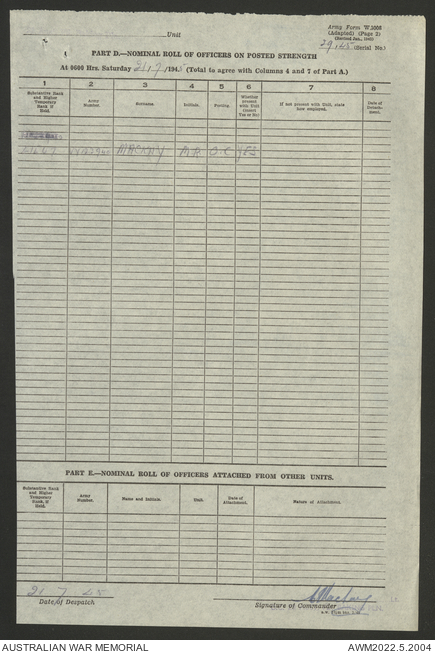 Army Form W.3008
(Adapted) (Page 2)
Unit
29/45 (Serial No.)
PART D.—NOMINAL ROLL OF OFFICERS ON POSTED STRENGTH
At 0600 Hrs. Saturday 21/7/1945 (Total to agree with Columns 4 and 7 of Part A.)
1 2 3 4 5 6 7 8
Substantive Rank and Higher Temporary Rank if Held.
Army Number.
Surname.
Initials.
Posting.
Whether present with Unit (insert Yes or No)
If not present with Unit, state how employed.
Date of Detachment.
MACKAY M.R. O.C YES
PART E.—NOMINAL ROLL OF OFFICERS ATTACHED FROM OTHER UNITS.
Substantive Rank and Higher Temporary Rank, if Held.
Army Number.
Name and Initials.
Unit.
Date of Attachment.
Nature of Attachment.
21 7 45
Date of Despatch
Signature of Commander
AUSTRALIAN WAR MEMORIAL
AWM2022.5.2004